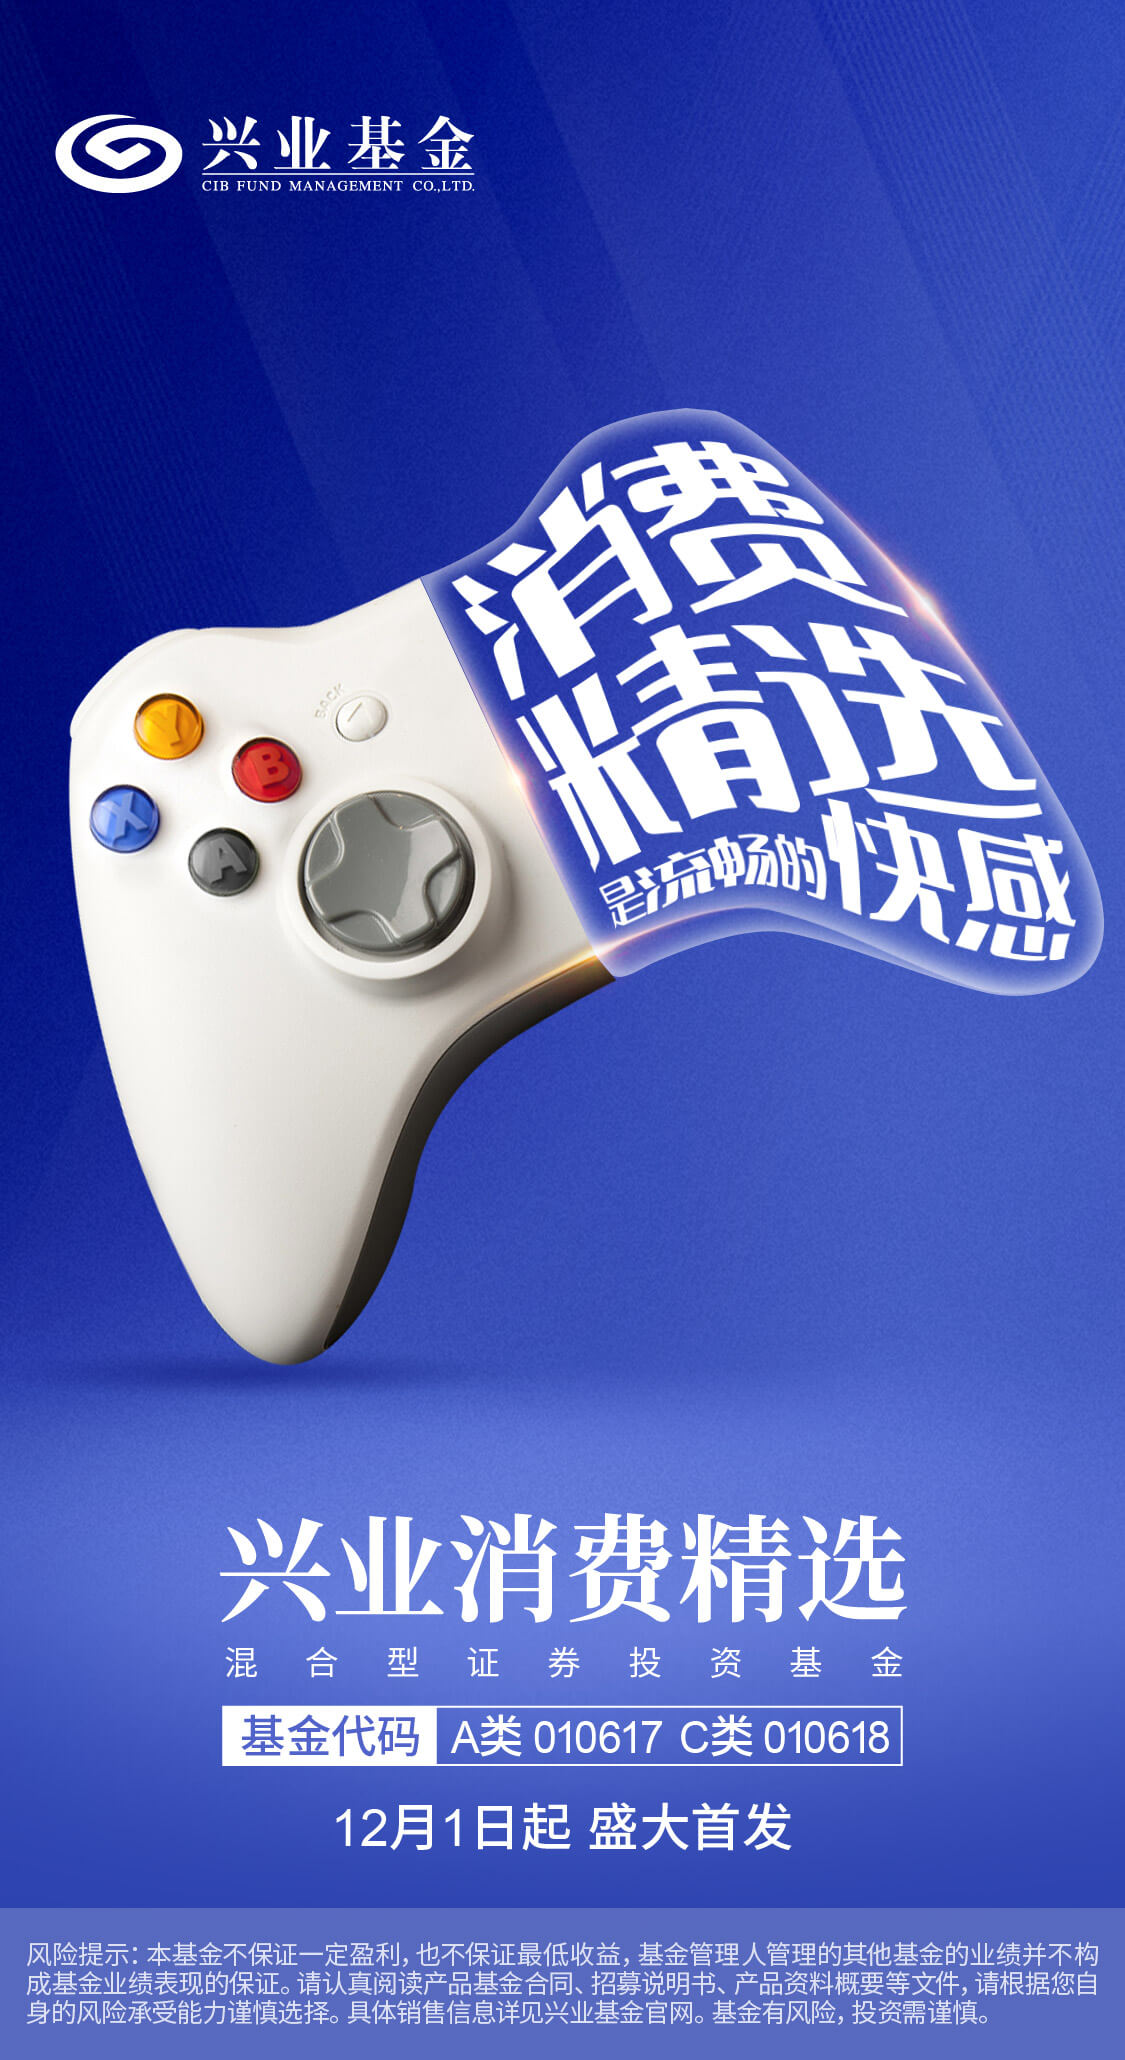 兴业基金
CIB FUND MANAGEMENT CO.,LTD.
消费
精选
是流畅的快感
BACK
Y
B
X
A
兴业消费精选
混合型证券投资基金
基金代码 A类 010617 C类 010618
12月1日起 盛大首发
风险提示：本基金不保证一定盈利，也不保证最低收益，基金管理人管理的其他基金的业绩并不构
成基金业绩表现的保证。请认真阅读产品基金合同、招募说明书、产品资料概要等文件，请根据您自
身的风险承受能力谨慎选择。具体销售信息详见兴业基金官网。基金有风险，投资需谨慎。